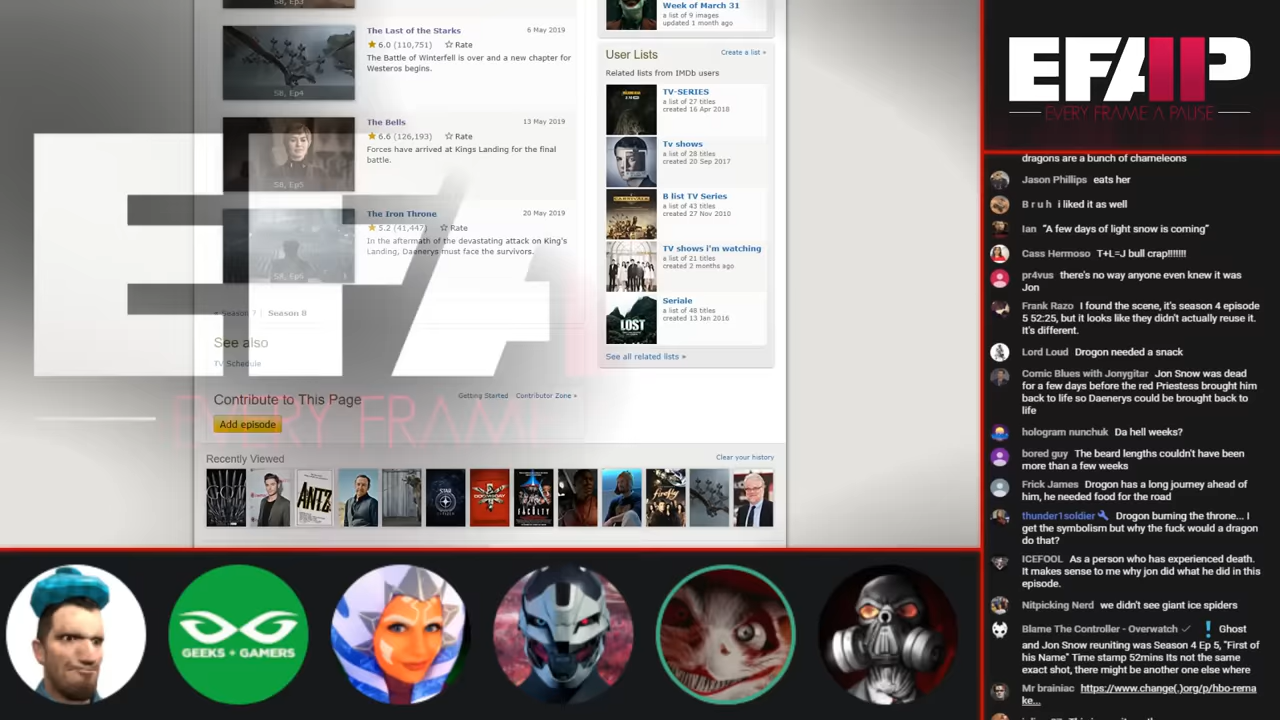 S8, Ep3
The Last of the Starks
6 May 2019
6.0 (110,751) Rate
The Battle of Winterfell is over and a new chapter for
Westeros begins.
S8, Ep4
The Bells
13 May 2019
6.6 (126,193) Rate
Forces have arrived at Kings Landing for the final
battle.
S8, Ep5
The Iron Throne
20 May 2019
5.2 (41,447) Rate
In the aftermath of the devastating attack on King's
Landing, Daenerys must face the survivors.
S8, Ep6
« Season 7 | Season 8
See also
TV Schedule
Contribute to This Page
Getting Started | Contributor Zone »
Add episode
EFA
EVERY FRAME
Week of March 31
a list of 9 images
updated 1 month ago
User Lists
Create a list »
Related lists from IMDb users
TV-SERIES
a list of 27 titles
created 16 Apr 2018
Tv shows
a list of 28 titles
created 20 Sep 2017
B list TV Series
a list of 43 titles
created 27 Nov 2010
TV shows i'm watching
a list of 21 titles
created 2 months ago
LOST
Seriale
a list of 48 titles
created 13 Jan 2016
See all related lists »
Recently Viewed
Clear your history
ANTZ
DOOMSDAY
THE FACULTY
Firefly
GEEKS + GAMERS
EFAP
EVERY FRAME A PAUSE
dragons are a bunch of chameleons
Jason Phillips eats her
B r u h i liked it as well
Ian “A few days of light snow is coming”
Cass Hermoso T+L=J bull crap!!!!!!!
pr4vus there's no way anyone even knew it was
Jon
Frank Razo I found the scene, it's season 4 episode
5 52:25, but it looks like they didn't actually reuse it.
It's different.
Lord Loud Drogon needed a snack
Comic Blues with Jonygitar Jon Snow was dead
for a few days before the red Priestess brought him
back to life so Daenerys could be brought back to
life
hologram nunchuk Da hell weeks?
bored guy The beard lengths couldn't have been
more than a few weeks
Frick James Drogon has a long journey ahead of
him, he needed food for the road
thunder1soldier Drogon burning the throne... I
get the symbolism but why the fuck would a dragon
do that?
ICEFOOL As a person who has experienced death.
It makes sense to me why jon did what he did in this
episode.
Nitpicking Nerd we didn't see giant ice spiders
Blame The Controller - Overwatch ✓ ❗ Ghost
and Jon Snow reuniting was Season 4 Ep 5, "First of
his Name" Time stamp 52mins Its not the same
exact shot, there might be another one else where
Mr brainiac https://www.change(.)org/p/hbo-rema
ke...